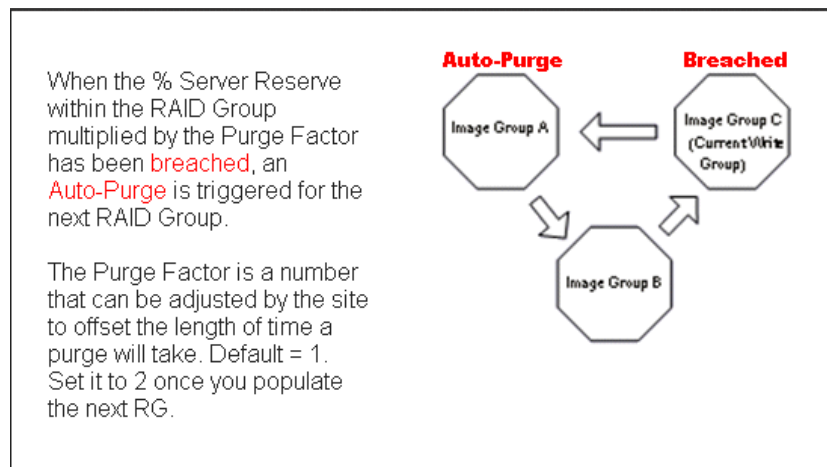 When the % Server Reserve
within the RAID Group
multiplied by the Purge Factor
has been breached, an
Auto-Purge is triggered for the
next RAID Group.
The Purge Factor is a number
that can be adjusted by the site
to offset the length of time a
purge will take. Default = 1.
Set it to 2 once you populate
the next RG.
Auto-Purge
Breached
Image Group A
Image Group C
(Current Write
Group)
Image Group B